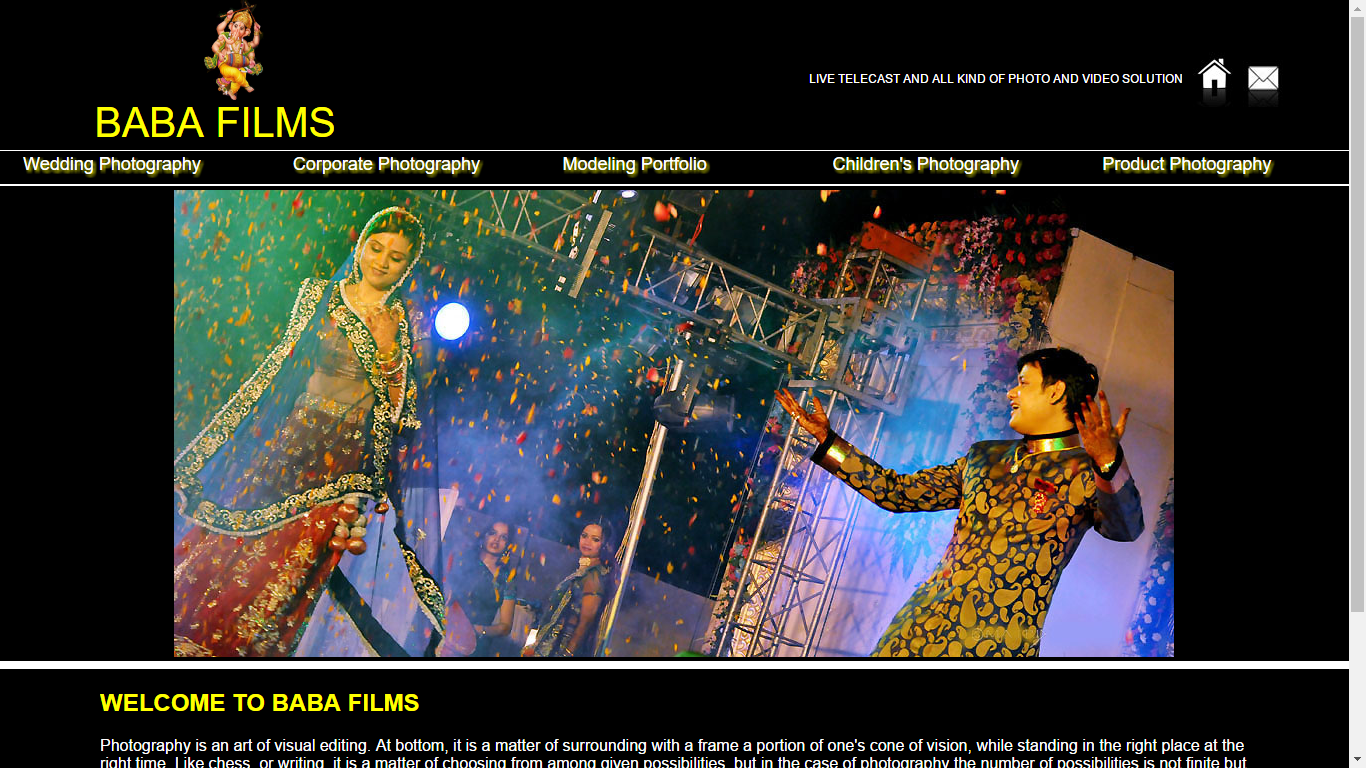 LIVE TELECAST AND ALL KIND OF PHOTO AND VIDEO SOLUTION
BABA FILMS
Wedding Photography
Corporate Photography
Modeling Portfolio
Children's Photography
Product Photography
WELCOME TO BABA FILMS
Photography is an art of visual editing. At bottom, it is a matter of surrounding with a frame a portion of one's cone of vision, while standing in the right place at the
right time. Like chess, or writing, it is a matter of choosing from among given possibilities, but in the case of photography the number of possibilities is not finite but